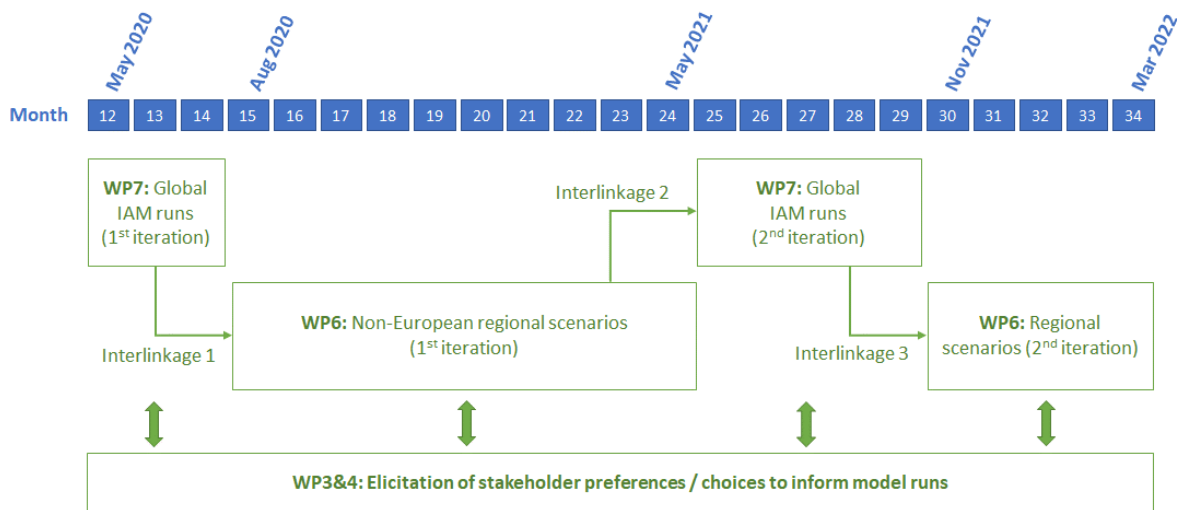 May 2020
Aug 2020
May 2021
Nov 2021
Mar 2022
Month 12 13 14 15 16 17 18 19 20 21 22 23 24 25 26 27 28 29 30 31 32 33 34
WP7: Global
IAM runs
(1st iteration)
Interlinkage 2
WP7: Global
IAM runs
(2nd iteration)
Interlinkage 1
WP6: Non-European regional scenarios
(1st iteration)
Interlinkage 3
WP6: Regional
scenarios (2nd iteration)
WP3&4: Elicitation of stakeholder preferences / choices to inform model runs